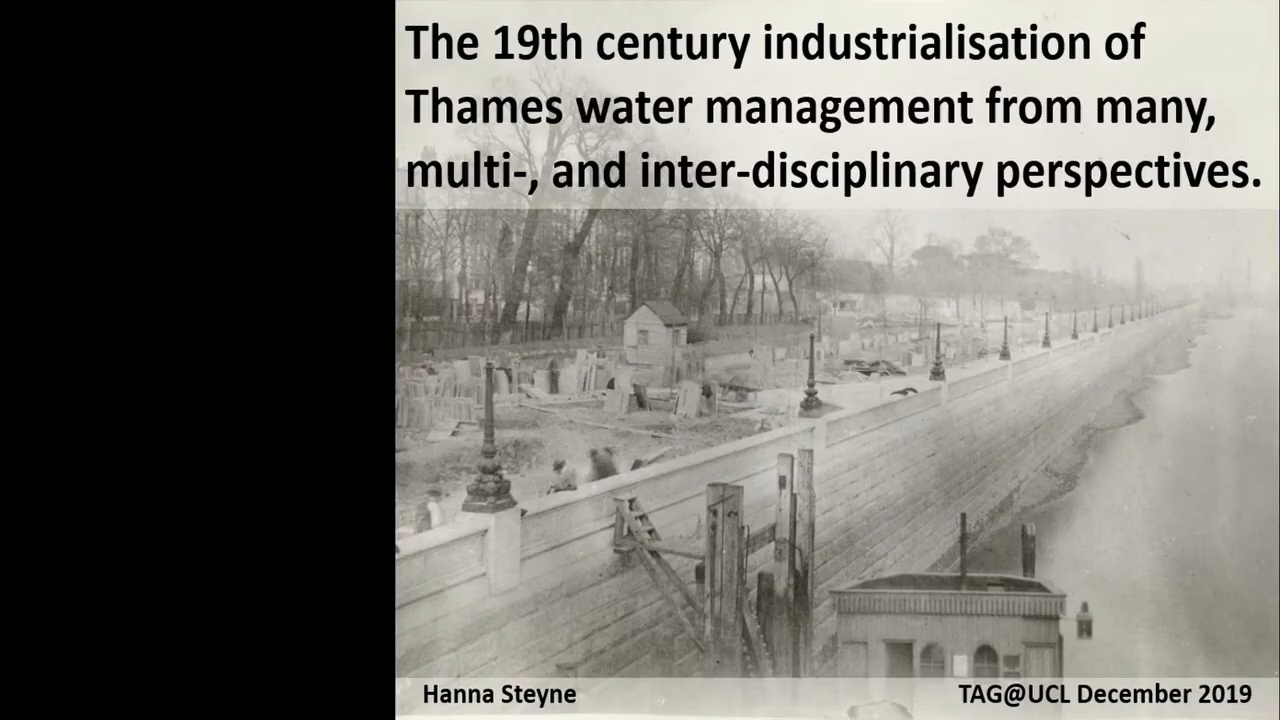 The 19th century industrialisation of
Thames water management from many,
multi-, and inter-disciplinary perspectives.
Hanna Steyne
TAG@UCL December 2019